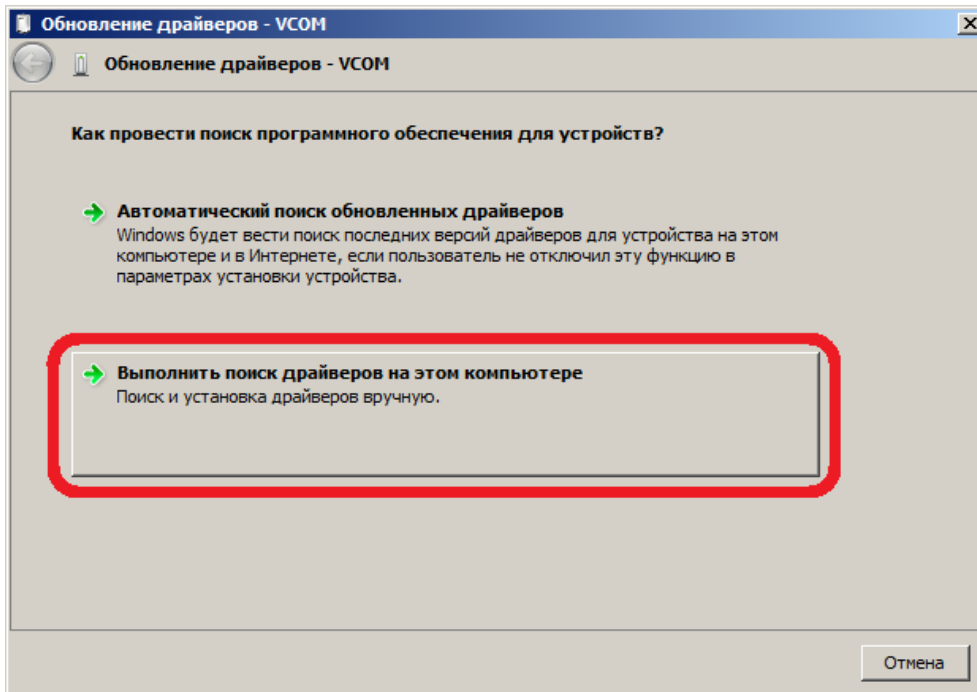 Обновление драйверов - VCOM
Обновление драйверов - VCOM
Как провести поиск программного обеспечения для устройств?
Автоматический поиск обновленных драйверов
Windows будет вести поиск последних версий драйверов для устройства на этом
компьютере и в Интернете, если пользователь не отключил эту функцию в
параметрах установки устройства.
Выполнить поиск драйверов на этом компьютере
Поиск и установка драйверов вручную.
Отмена